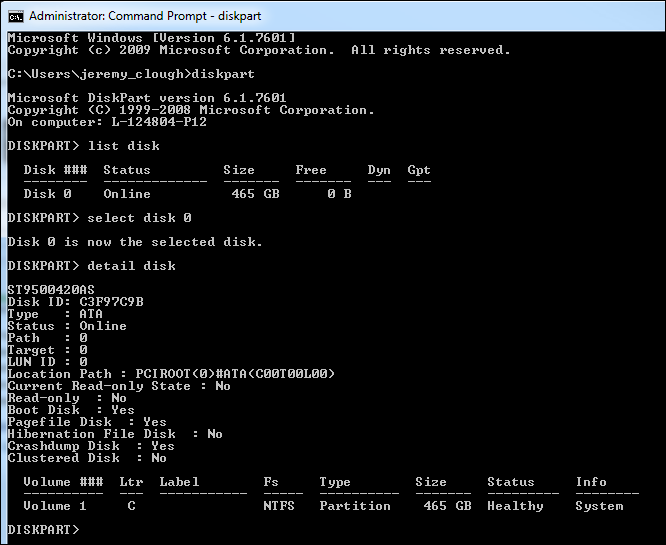 Administrator: Command Prompt - diskpart
Microsoft Windows [Version 6.1.7601]
Copyright (c) 2009 Microsoft Corporation.  All rights reserved.
C:\Users\jeremy_clough>diskpart
Microsoft DiskPart version 6.1.7601
Copyright (C) 1999-2008 Microsoft Corporation.
On computer: L-124804-P12
DISKPART> list disk
  Disk ###  Status         Size     Free     Dyn  Gpt
  --------  -------------  -------  -------  ---  ---
  Disk 0    Online          465 GB      0 B
DISKPART> select disk 0
Disk 0 is now the selected disk.
DISKPART> detail disk
ST9500420AS
Disk ID: C3F97C9B
Type   : ATA
Status : Online
Path   : 0
Target : 0
LUN ID : 0
Location Path : PCIROOT(0)#ATA(C00T00L00)
Current Read-only State : No
Read-only  : No
Boot Disk  : Yes
Pagefile Disk  : Yes
Hibernation File Disk  : No
Crashdump Disk  : Yes
Clustered Disk  : No
  Volume ###  Ltr  Label        Fs     Type        Size     Status     Info
  ----------  ---  -----------  -----  ----------  -------  ---------  --------
  Volume 1     C                NTFS   Partition    465 GB  Healthy    System
DISKPART>